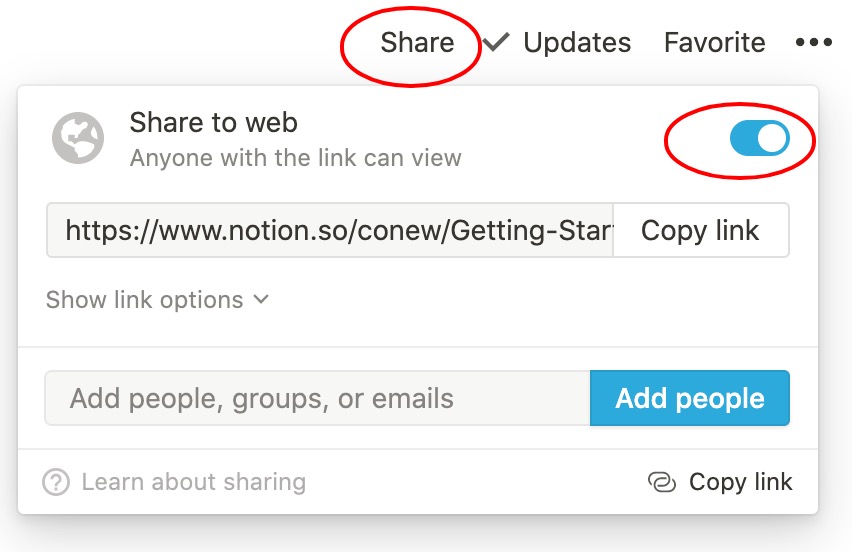 Share Updates Favorite
Share to web
Anyone with the link can view
https://www.notion.so/conew/Getting-Star Copy link
Show link options
Add people, groups, or emails Add people
? Learn about sharing Copy link